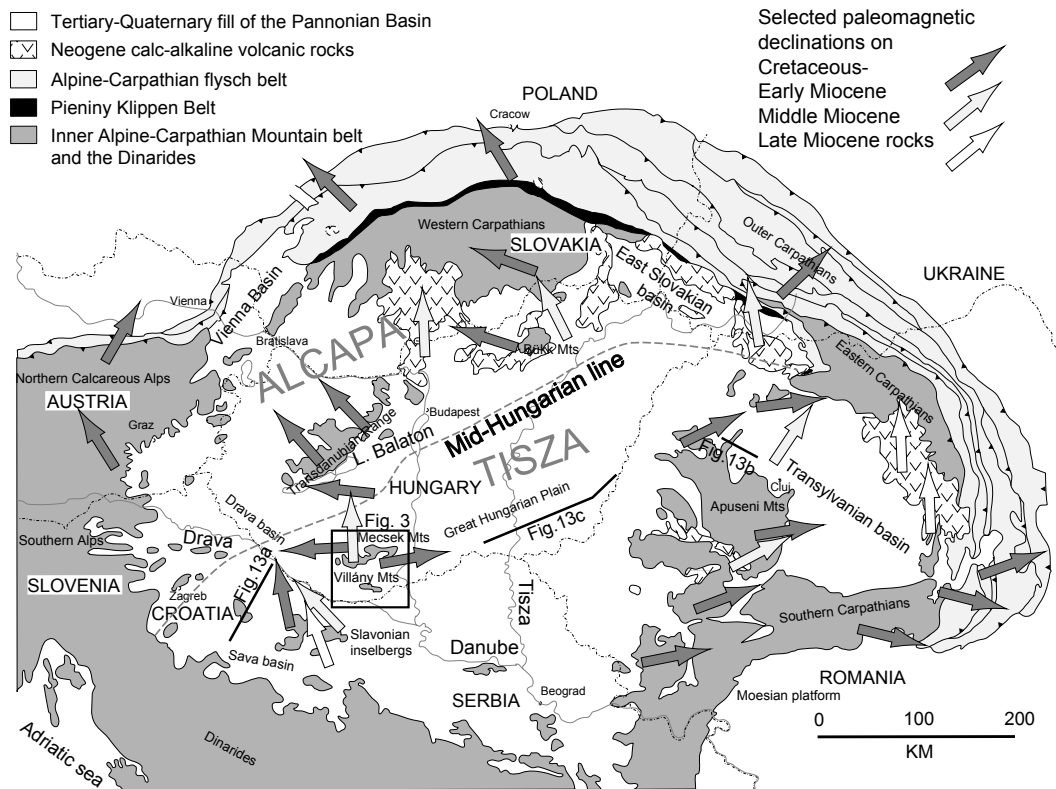 Tertiary-Quaternary fill of the Pannonian Basin
Neogene calc-alkaline volcanic rocks
Alpine-Carpathian flysch belt
Pieniny Klippen Belt
Inner Alpine-Carpathian Mountain belt
and the Dinarides
Selected paleomagnetic
declinations on
Cretaceous-
Early Miocene
Middle Miocene
Late Miocene rocks
POLAND
Cracow
Western Carpathians
SLOVAKIA
Outer Carpathians
UKRAINE
East Slovakian
basin
Vienna
Vienna Basin
Bratislava
ALCAPA
Bükk Mts
Eastern Carpathians
Northern Calcareous Alps
AUSTRIA
Graz
Transdanubian Range
Budapest
L. Balaton
Mid-Hungarian line
TISZA
HUNGARY
Fig.13b
Cluj
Transylvanian basin
Apuseni Mts
Great Hungarian Plain
Fig.13c
Drava basin
Fig. 3
Mecsek Mts
Villány Mts
Southern Alps
Drava
SLOVENIA
Fig.13a
Zagreb
CROATIA
Tisza
Southern Carpathians
Slavonian
inselbergs
Sava basin
Danube
SERBIA
Beograd
ROMANIA
Moesian platform
Adriatic sea
Dinarides
0 100 200
KM